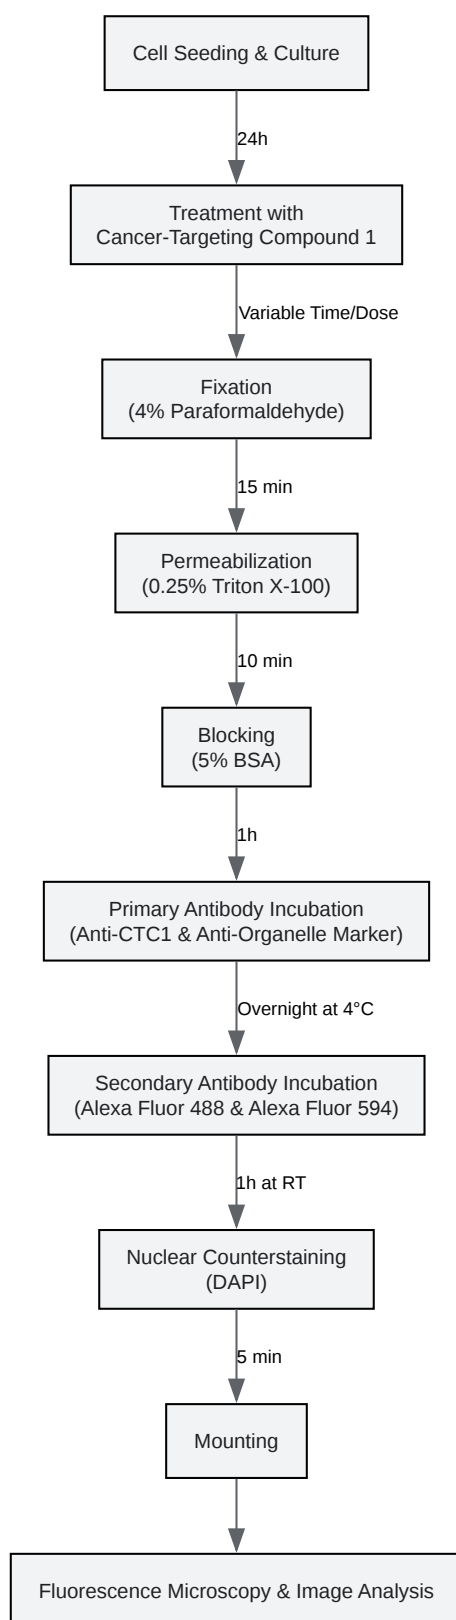 Cell Seeding & Culture
24h
Treatment with
Cancer-Targeting Compound 1
Variable Time/Dose
Fixation
(4% Paraformaldehyde)
15 min
Permeabilization
(0.25% Triton X-100)
10 min
Blocking
(5% BSA)
1h
Primary Antibody Incubation
(Anti-CTC1 & Anti-Organelle Marker)
Overnight at 4°C
Secondary Antibody Incubation
(Alexa Fluor 488 & Alexa Fluor 594)
1h at RT
Nuclear Counterstaining
(DAPI)
5 min
Mounting
Fluorescence Microscopy & Image Analysis